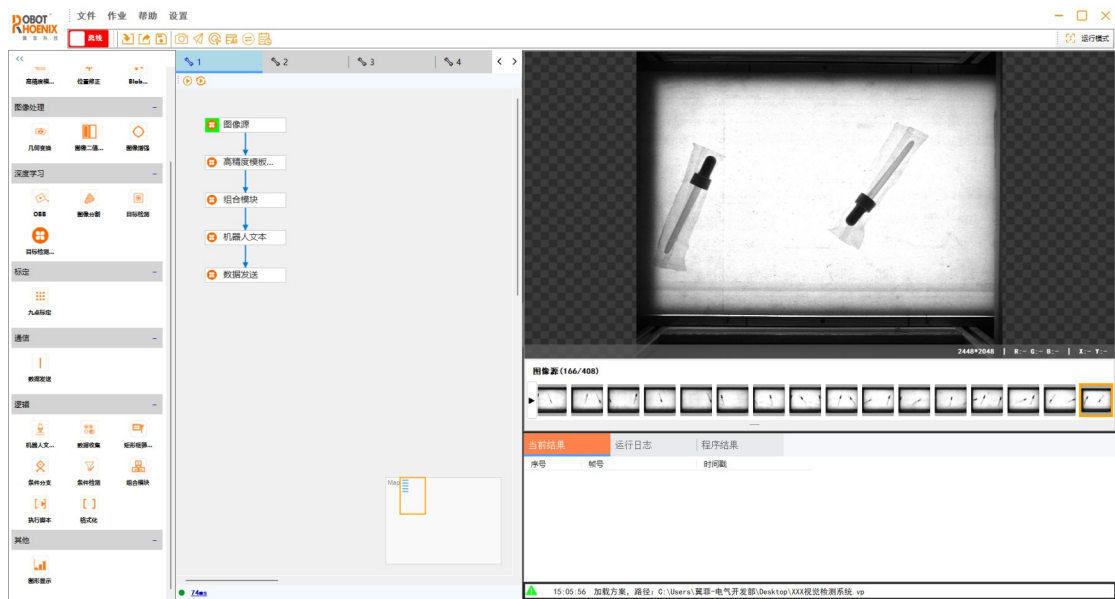 ROBOT
PHOENIX
翼菲科技
文件 作业 帮助 设置
离线
运行模式
<<
高精度模... 位置修正 Blob...
图像处理 -
几何变换 图像二值... 图像增强
深度学习 -
OBB 图像分割 目标检测
目标检测...
标定 -
九点标定
通信 -
数据发送
逻辑 -
机器人文... 数据收集 矩形矩阵...
条件分支 条件检测 组合模块
执行脚本 格式化
其他 -
图形显示
1 2 3 4 < >
图像源
高精度模板...
组合模块
机器人文本
数据发送
Map
74ms
2448*2048 | R:- G:- B:- | X:- Y:-
图像源(166/408)
当前结果 运行日志 程序结果
序号 帧号 时间戳
15:05:56 加载方案, 路径: C:\Users\翼菲-电气开发部\Desktop\XXX视觉检测系统.vp